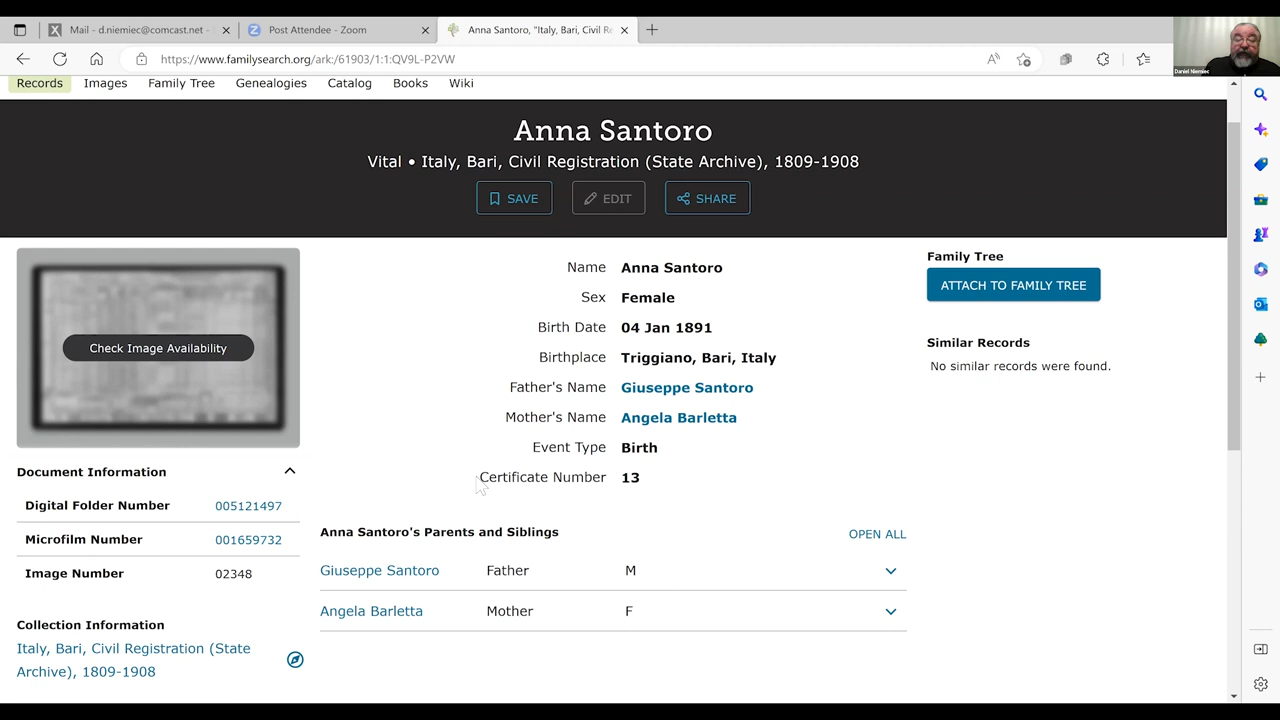 Mail - d.niemiec@comcast.net -
Post Attendee - Zoom
Anna Santoro, "Italy, Bari, Civil Re
https://www.familysearch.org/ark:/61903/1:1:QV9L-P2VW
Daniel Niemiec
Records Images Family Tree Genealogies Catalog Books Wiki
Anna Santoro
Vital • Italy, Bari, Civil Registration (State Archive), 1809-1908
SAVE EDIT SHARE
Check Image Availability
Document Information
Digital Folder Number 005121497
Microfilm Number 001659732
Image Number 02348
Collection Information
Italy, Bari, Civil Registration (State
Archive), 1809-1908
Name Anna Santoro
Sex Female
Birth Date 04 Jan 1891
Birthplace Triggiano, Bari, Italy
Father's Name Giuseppe Santoro
Mother's Name Angela Barletta
Event Type Birth
Certificate Number 13
Anna Santoro's Parents and Siblings OPEN ALL
Giuseppe Santoro Father M
Angela Barletta Mother F
Family Tree
ATTACH TO FAMILY TREE
Similar Records
No similar records were found.